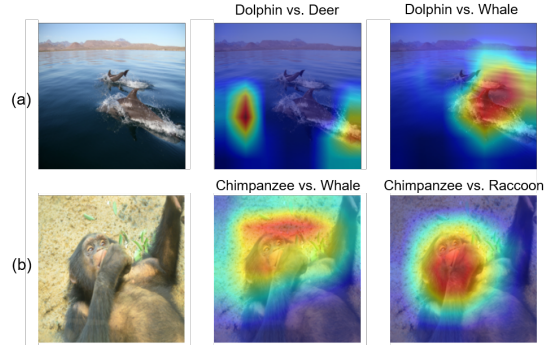 Dolphin vs. Deer
Dolphin vs. Whale
(a)
Chimpanzee vs. Whale
Chimpanzee vs. Raccoon
(b)